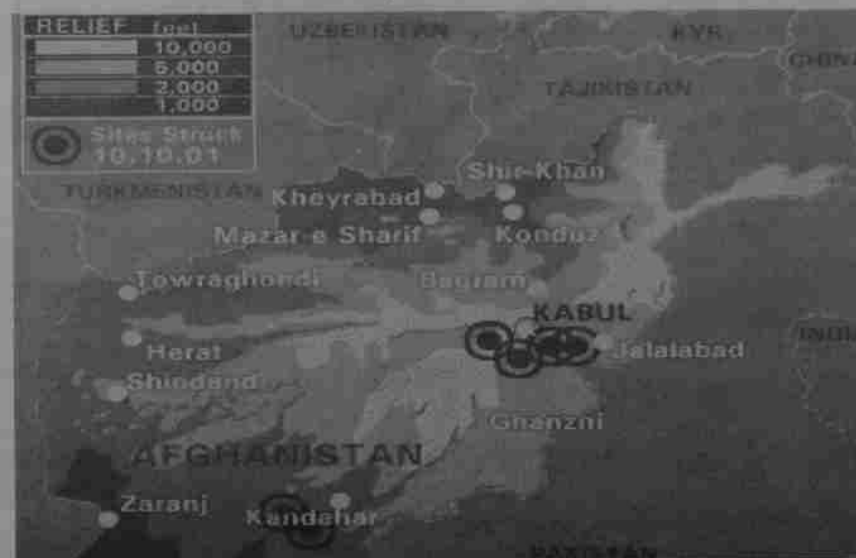 RELIEF feet
10,000
5,000
2,000
1,000
Sites Struck
10.10.01
UZBEKISTAN
KYR.
CHINA
TAJIKISTAN
TURKMENISTAN
Shir-Khan
Kheyrabad
Mazar e Sharif
Konduz
Towraghondi
Bagram
KABUL
INDIA
Herat
Jalalabad
Shindand
Ghanzni
AFGHANISTAN
Zaranj
Kandahar
PAKISTAN